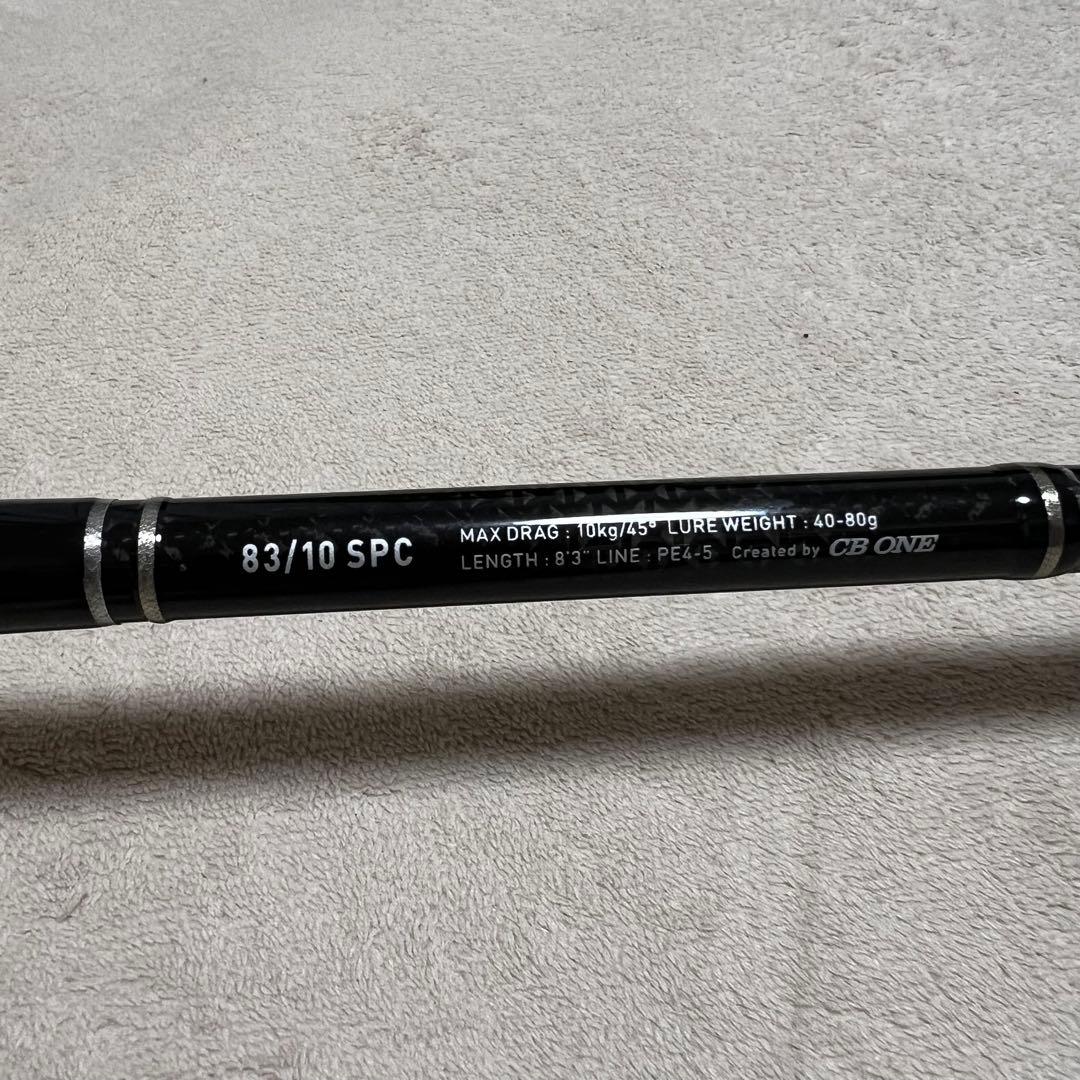 83/10 SPC
MAX DRAG : 10kg/45° LURE WEIGHT : 40-80g
LENGTH : 8'3" LINE : PE4-5 Created by CB ONE